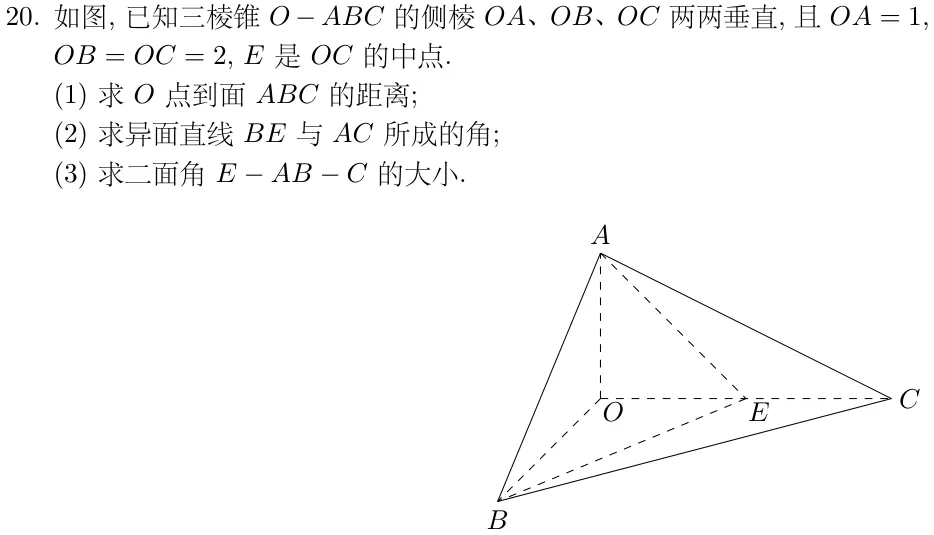 20. 如图, 已知三棱锥 O − ABC 的侧棱 OA、OB、OC 两两垂直, 且 OA = 1,
OB = OC = 2, E 是 OC 的中点.
(1) 求 O 点到面 ABC 的距离;
(2) 求异面直线 BE 与 AC 所成的角;
(3) 求二面角 E − AB − C 的大小.
A
O
E
C
B